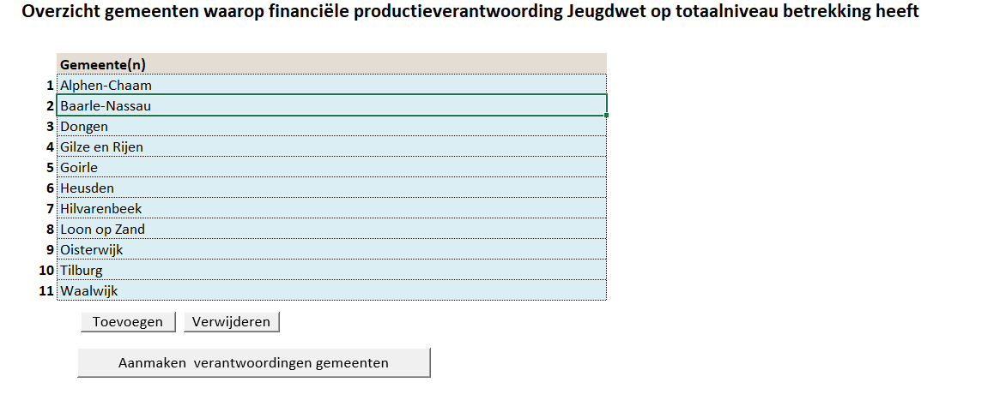 Overzicht gemeenten waarop financiële productieverantwoording Jeugdwet op totaalniveau betrekking heeft
Gemeente(n)
1 Alphen-Chaam
2 Baarle-Nassau
3 Dongen
4 Gilze en Rijen
5 Goirle
6 Heusden
7 Hilvarenbeek
8 Loon op Zand
9 Oisterwijk
10 Tilburg
11 Waalwijk
Toevoegen Verwijderen
Aanmaken verantwoordingen gemeenten